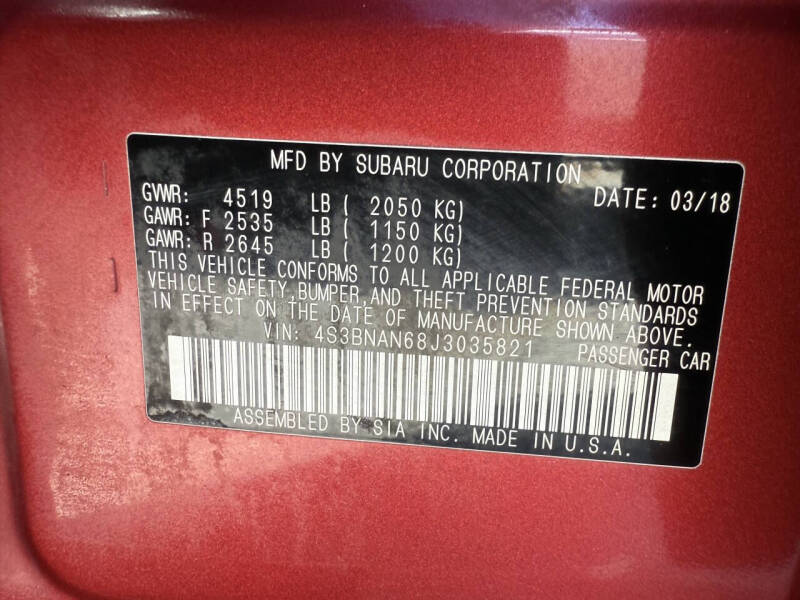 MFD BY SUBARU CORPORATION
GVWR: 4519 LB ( 2050 KG) DATE: 03/18
GAWR: F 2535 LB ( 1150 KG)
GAWR: R 2645 LB ( 1200 KG)
THIS VEHICLE CONFORMS TO ALL APPLICABLE FEDERAL MOTOR
VEHICLE SAFETY, BUMPER, AND THEFT PREVENTION STANDARDS
IN EFFECT ON THE DATE OF MANUFACTURE SHOWN ABOVE.
VIN: 4S3BNAN68J3035821 PASSENGER CAR
ASSEMBLED BY SIA INC. MADE IN U.S.A.